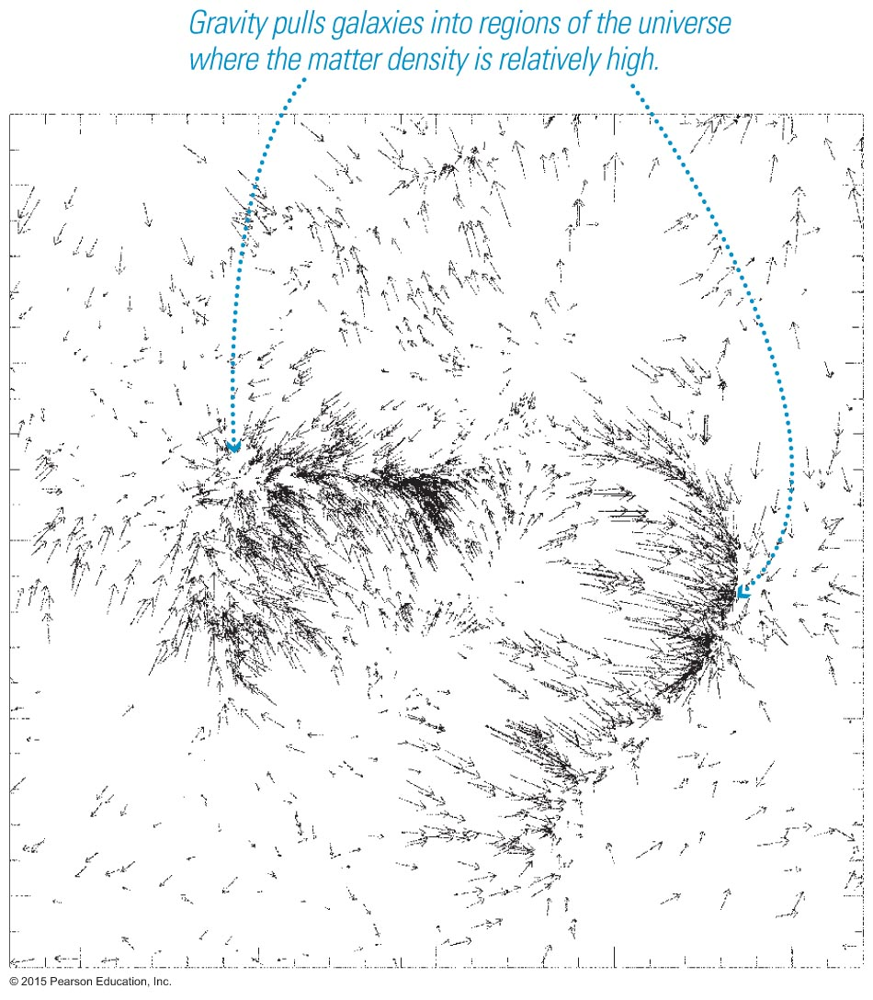 Gravity pulls galaxies into regions of the universe
where the matter density is relatively high.
© 2015 Pearson Education, Inc.